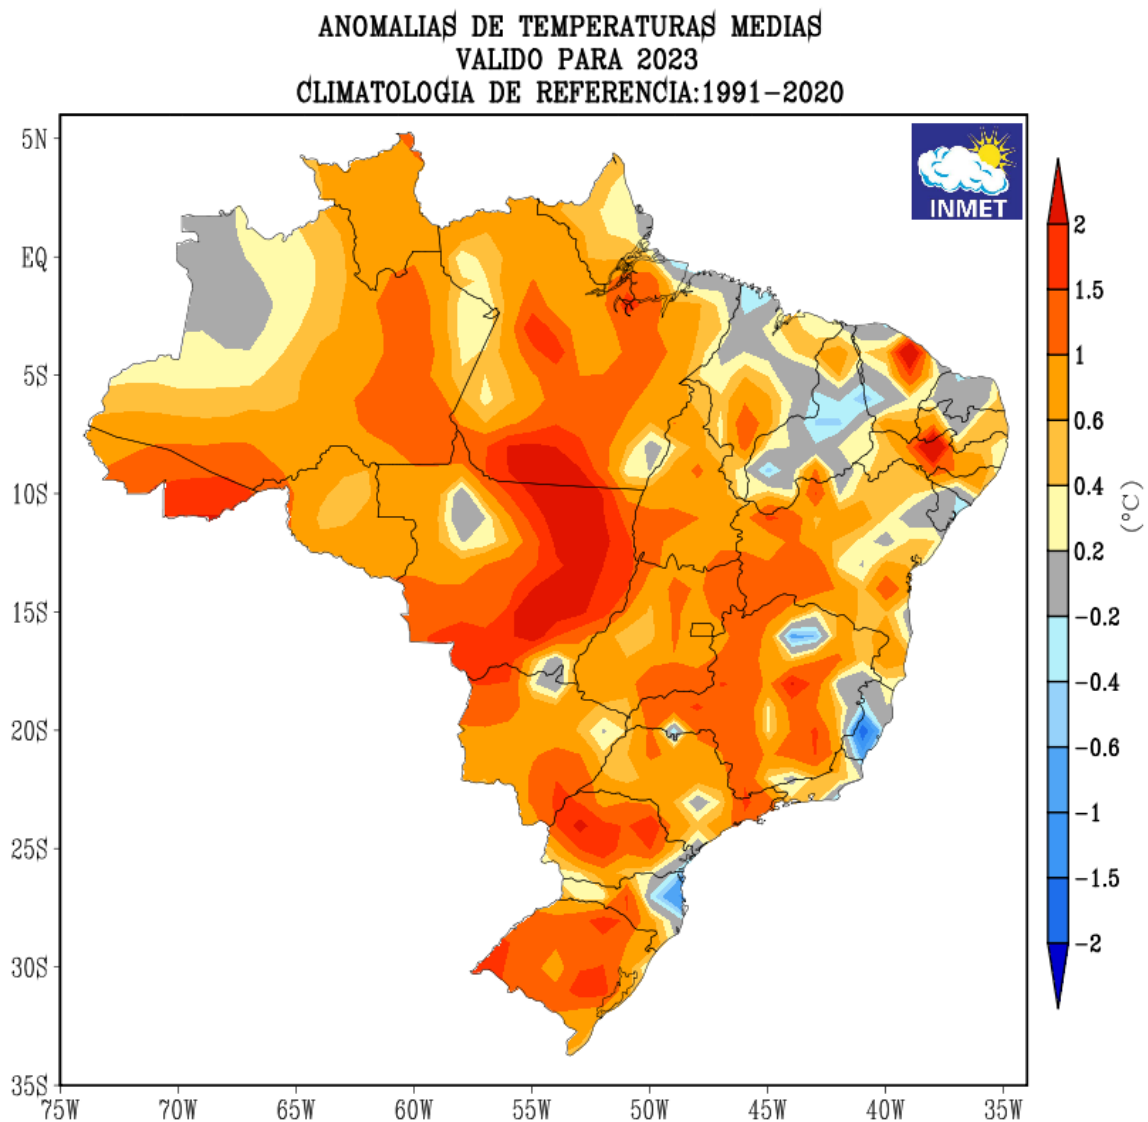 ANOMALIAS DE TEMPERATURAS MEDIAS
VALIDO PARA 2023
CLIMATOLOGIA DE REFERENCIA:1991-2020
INMET
5N
EQ
5S
10S
15S
20S
25S
30S
35S
75W 70W 65W 60W 55W 50W 45W 40W 35W
2
1.5
1
0.6
0.4
0.2
-0.2
-0.4
-0.6
-1
-1.5
-2
(°C)